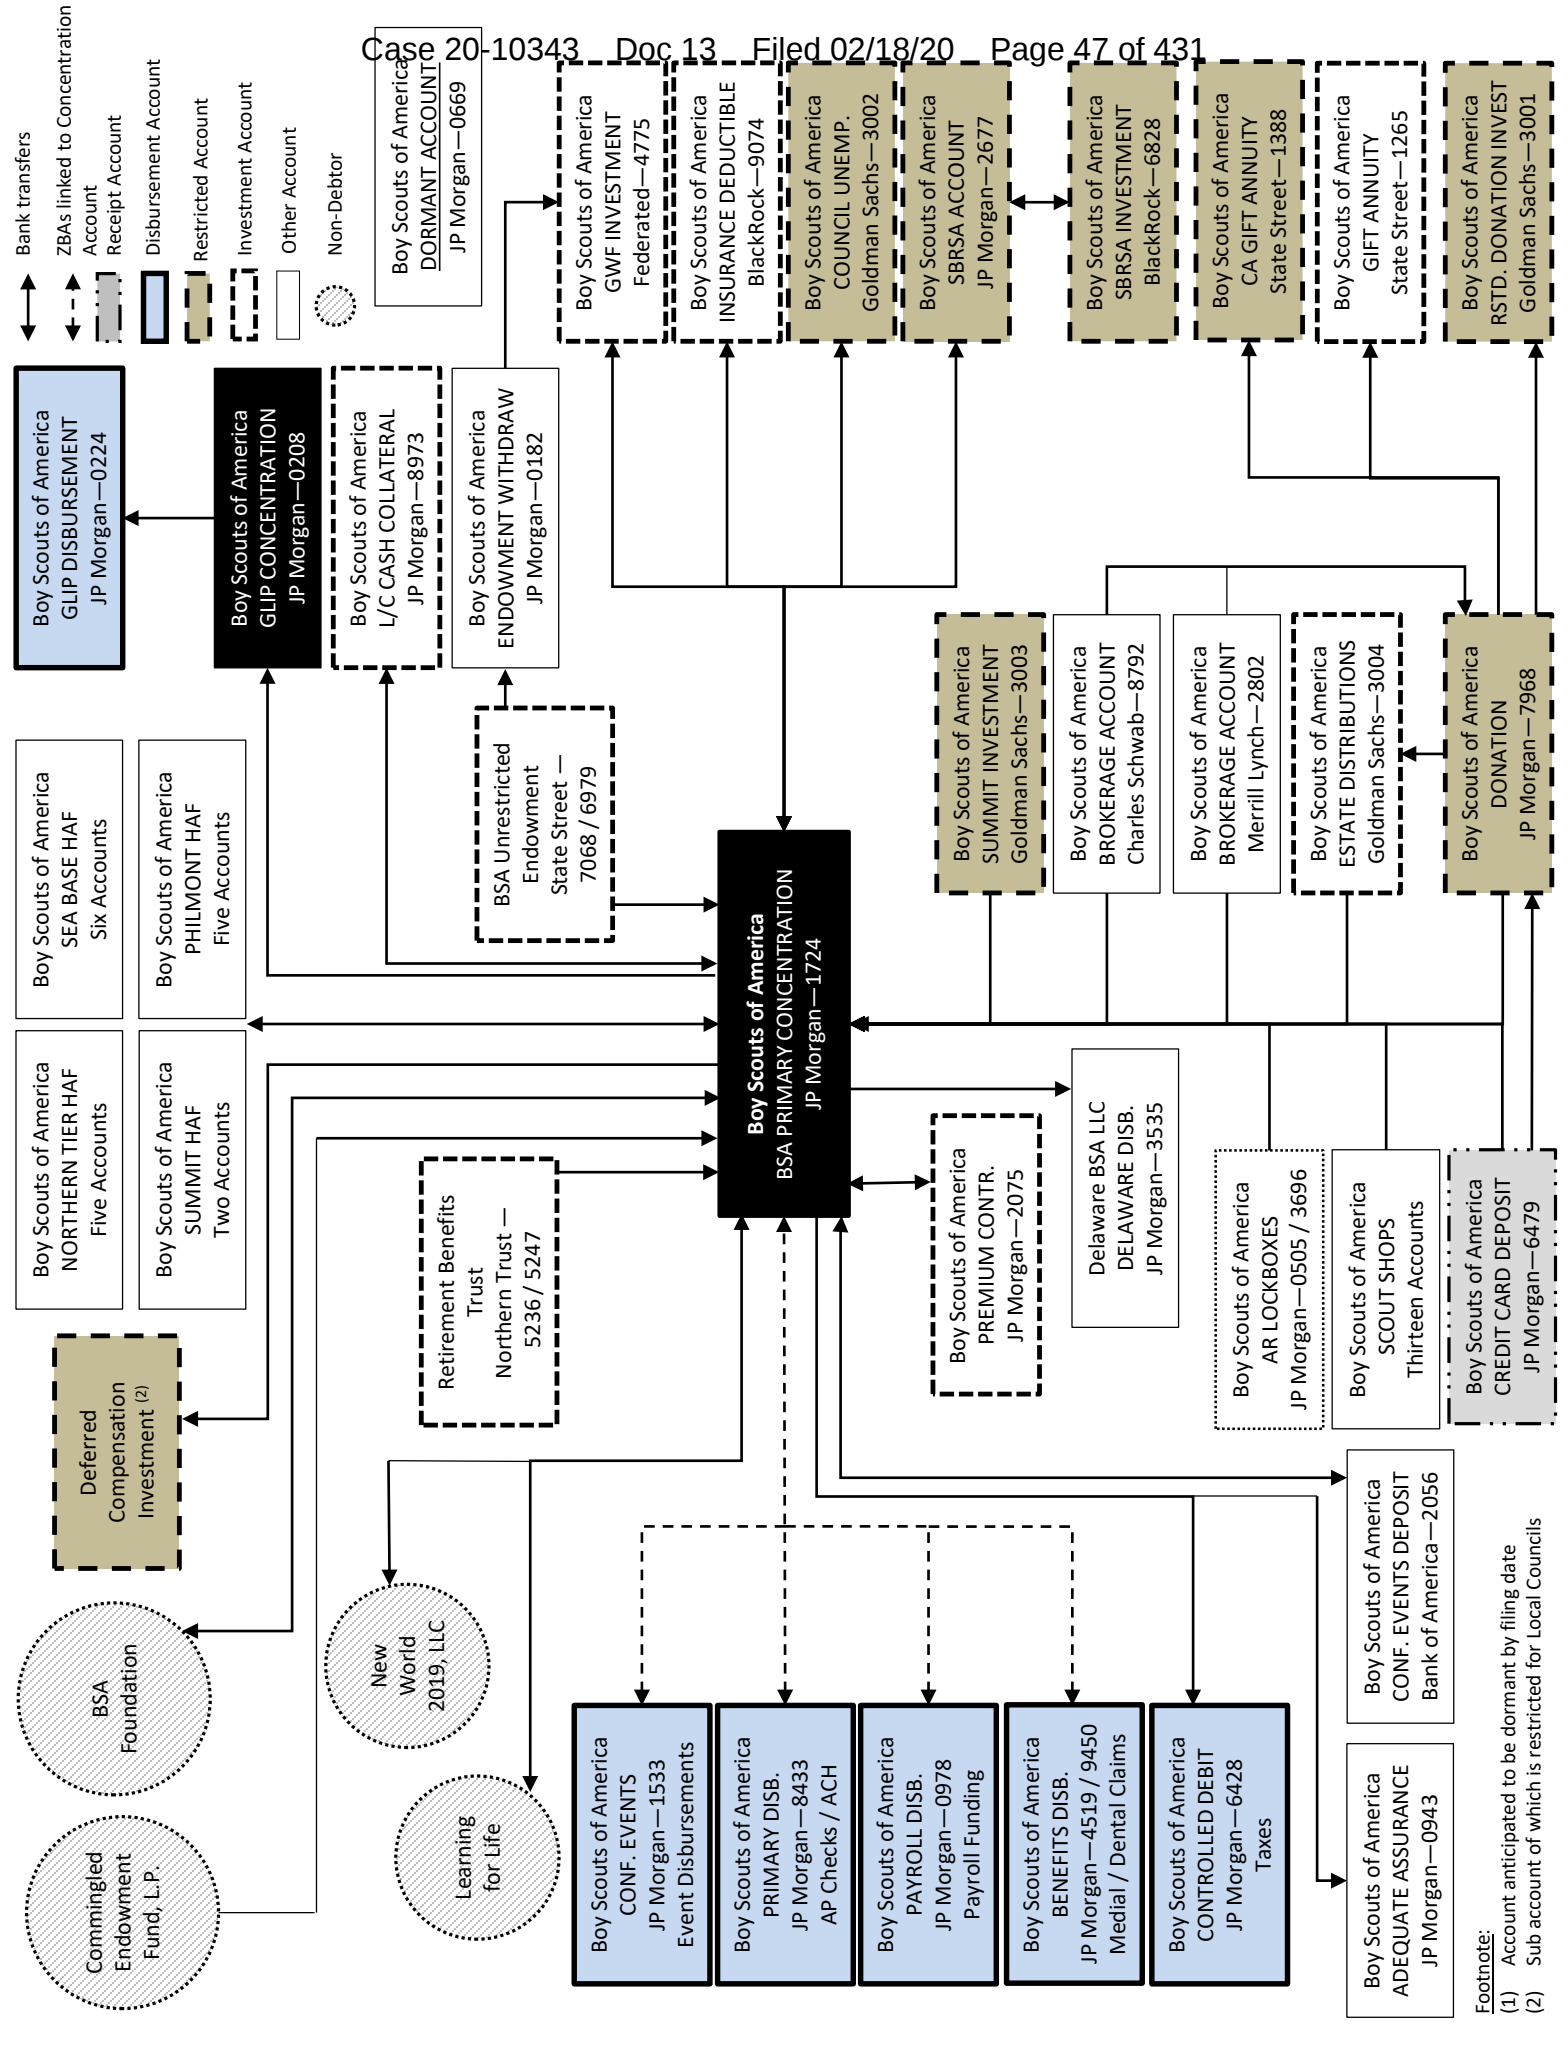 Case 20-10343 Doc 13 Filed 02/18/20 Page 47 of 431
Commingled
Endowment
Fund, L.P.
BSA
Foundation
Deferred
Compensation
Investment (2)
Boy Scouts of America
NORTHERN TIER HAF
Five Accounts
Boy Scouts of America
SEA BASE HAF
Six Accounts
Boy Scouts of America
SUMMIT HAF
Two Accounts
Boy Scouts of America
PHILMONT HAF
Five Accounts
Boy Scouts of America
GLIP DISBURSEMENT
JP Morgan—0224
Boy Scouts of America
GLIP CONCENTRATION
JP Morgan—0208
Boy Scouts of America
L/C CASH COLLATERAL
JP Morgan—8973
Boy Scouts of America
ENDOWMENT WITHDRAW
JP Morgan—0182
Bank transfers
ZBAs linked to Concentration
Account
Receipt Account
Disbursement Account
Restricted Account
Investment Account
Other Account
Non-Debtor
Boy Scouts of America
DORMANT ACCOUNT
JP Morgan—0669
New
World
2019, LLC
Learning
for Life
Retirement Benefits
Trust
Northern Trust —
5236 / 5247
BSA Unrestricted
Endowment
State Street —
7068 / 6979
Boy Scouts of America
GWF INVESTMENT
Federated—4775
Boy Scouts of America
INSURANCE DEDUCTIBLE
BlackRock—9074
Boy Scouts of America
COUNCIL UNEMP.
Goldman Sachs—3002
Boy Scouts of America
SBRSA ACCOUNT
JP Morgan—2677
Boy Scouts of America
SBRSA INVESTMENT
BlackRock—6828
Boy Scouts of America
CA GIFT ANNUITY
State Street—1388
Boy Scouts of America
GIFT ANNUITY
State Street—1265
Boy Scouts of America
RSTD. DONATION INVEST
Goldman Sachs—3001
Boy Scouts of America
BSA PRIMARY CONCENTRATION
JP Morgan—1724
Boy Scouts of America
CONF. EVENTS
JP Morgan—1533
Event Disbursements
Boy Scouts of America
PRIMARY DISB.
JP Morgan—8433
AP Checks / ACH
Boy Scouts of America
PAYROLL DISB.
JP Morgan—0978
Payroll Funding
Boy Scouts of America
BENEFITS DISB.
JP Morgan—4519 / 9450
Medial / Dental Claims
Boy Scouts of America
CONTROLLED DEBIT
JP Morgan—6428
Taxes
Boy Scouts of America
PREMIUM CONTR.
JP Morgan—2075
Delaware BSA LLC
DELAWARE DISB.
JP Morgan—3535
Boy Scouts of America
SUMMIT INVESTMENT
Goldman Sachs—3003
Boy Scouts of America
BROKERAGE ACCOUNT
Charles Schwab—8792
Boy Scouts of America
BROKERAGE ACCOUNT
Merrill Lynch—2802
Boy Scouts of America
ESTATE DISTRIBUTIONS
Goldman Sachs—3004
Boy Scouts of America
DONATION
JP Morgan—7968
Boy Scouts of America
AR LOCKBOXES
JP Morgan—0505 / 3696
Boy Scouts of America
SCOUT SHOPS
Thirteen Accounts
Boy Scouts of America
CREDIT CARD DEPOSIT
JP Morgan—6479
Boy Scouts of America
ADEQUATE ASSURANCE
JP Morgan—0943
Boy Scouts of America
CONF. EVENTS DEPOSIT
Bank of America—2056
Footnote:
(1) Account anticipated to be dormant by filing date
(2) Sub account of which is restricted for Local Councils